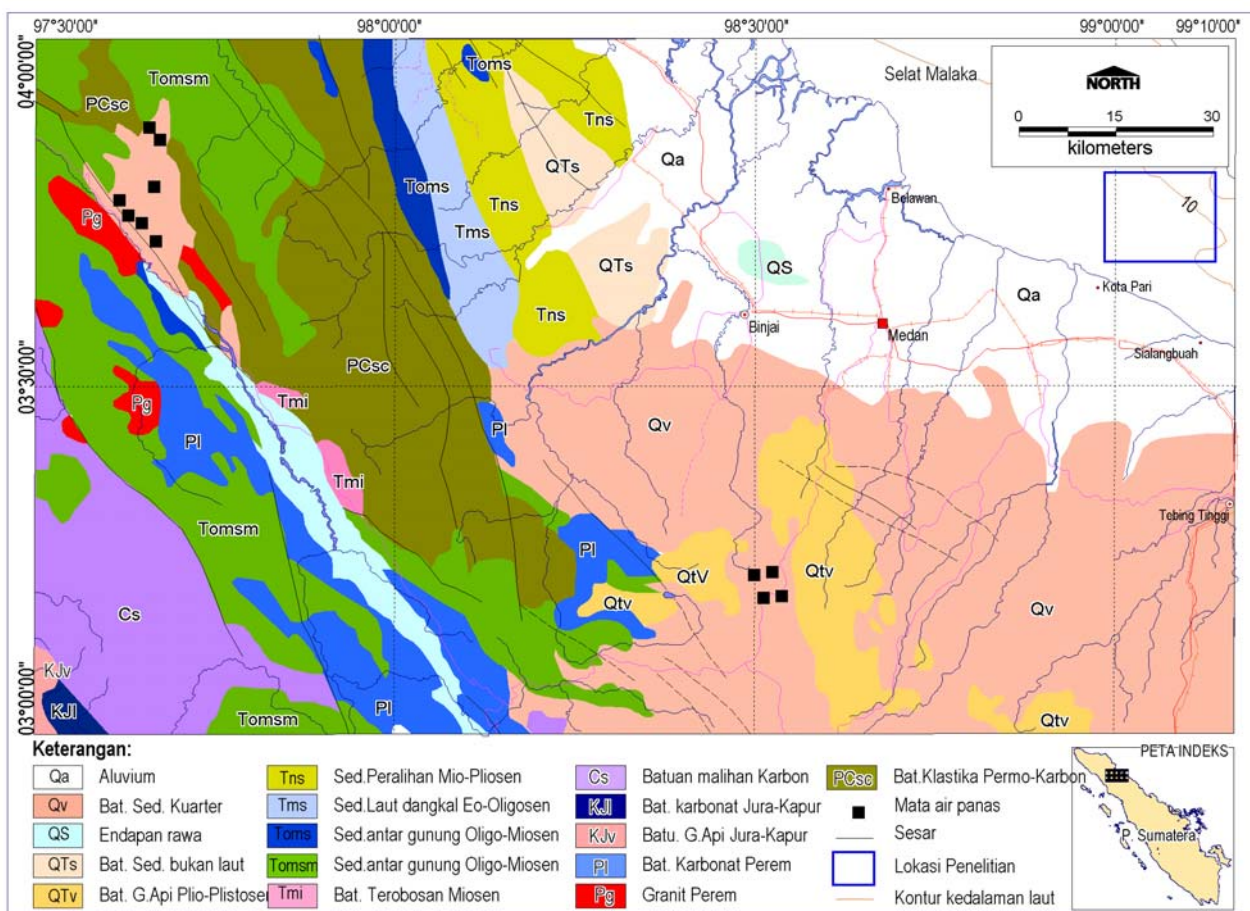 97°30'00" 98°00'00" 98°30'00" 99°00'00" 99°10'00"
04°00'00"
03°30'00"
03°00'00"
Tomsm
PCsc
Toms
Tns
QTs
Qa
Selat Malaka
NORTH
0 15 30
kilometers
10
Toms
Tns
Tms
Belawan
Pg
QTs
QS
Qa
Kota Pari
Tns
Binjai
Medan
Sialangbuah
PCsc
Tmi
Pg
Pl
Pl
Qv
Tmi
Tomsm
Tebing Tinggi
Pl
QtV
Qtv
Qtv
Qv
Cs
KJv
KJl
Tomsm
Pl
Qtv
Keterangan:
Qa Aluvium
Qv Bat. Sed. Kuarter
QS Endapan rawa
QTs Bat. Sed. bukan laut
QTv Bat. G.Api Plio-Plistosen
Tns Sed.Peralihan Mio-Pliosen
Tms Sed.Laut dangkal Eo-Oligosen
Toms Sed.antar gunung Oligo-Miosen
Tomsm Sed.antar gunung Oligo-Miosen
Tmi Bat. Terobosan Miosen
Cs Batuan malihan Karbon
KJl Bat. karbonat Jura-Kapur
KJv Batu. G.Api Jura-Kapur
Pl Bat. Karbonat Perem
Pg Granit Perem
PCsc Bat.Klastika Permo-Karbon
Mata air panas
Sesar
Lokasi Penelitian
Kontur kedalaman laut
PETA INDEKS
P. Sumatera